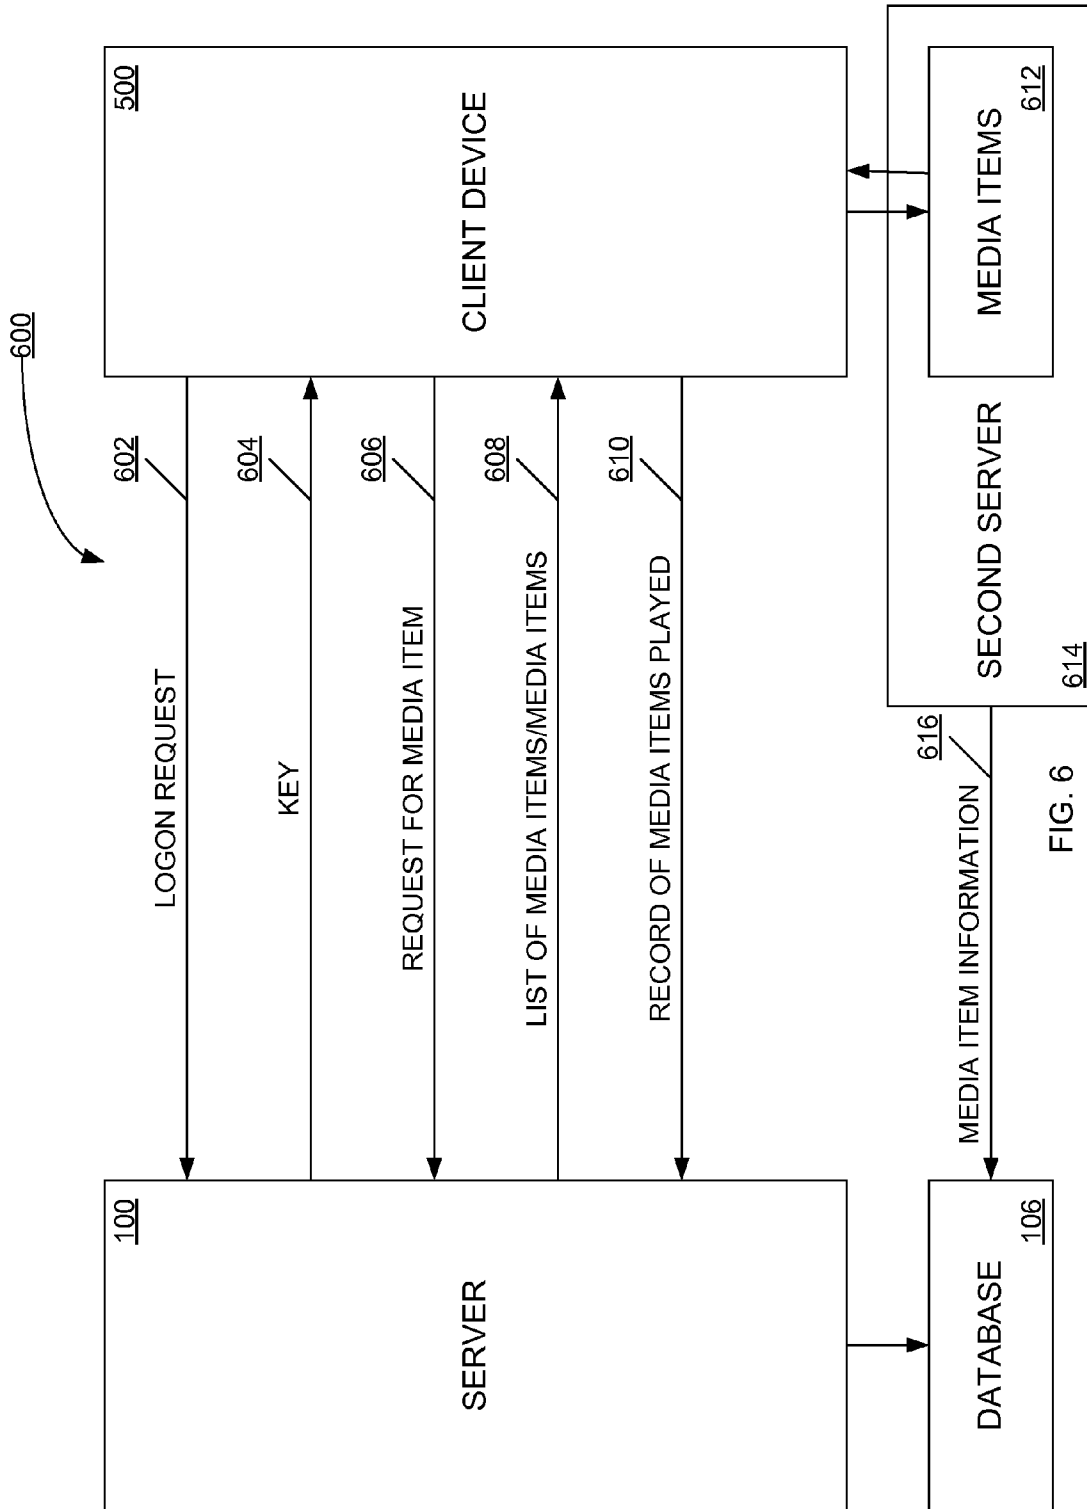 600
500
CLIENT DEVICE
602
LOGON REQUEST
604
KEY
606
REQUEST FOR MEDIA ITEM
608
LIST OF MEDIA ITEMS/MEDIA ITEMS
610
RECORD OF MEDIA ITEMS PLAYED
100
SERVER
612
MEDIA ITEMS
SECOND SERVER
614
616
MEDIA ITEM INFORMATION
106
DATABASE
FIG. 6